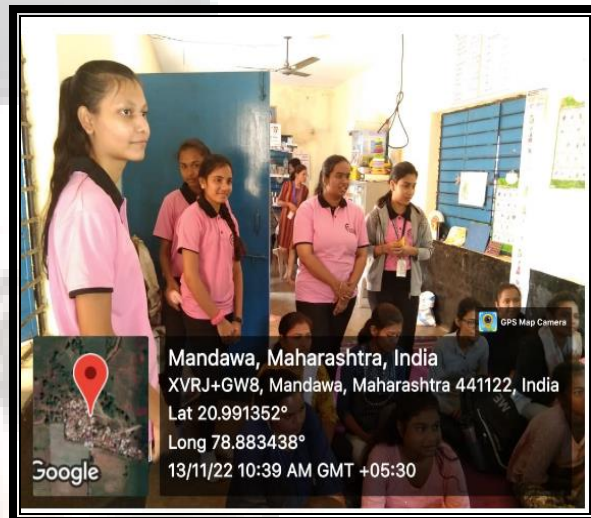 GPS Map Camera
Mandawa, Maharashtra, India
XVRJ+GW8, Mandawa, Maharashtra 441122, India
Lat 20.991352°
Long 78.883438°
13/11/22 10:39 AM GMT +05:30
Google